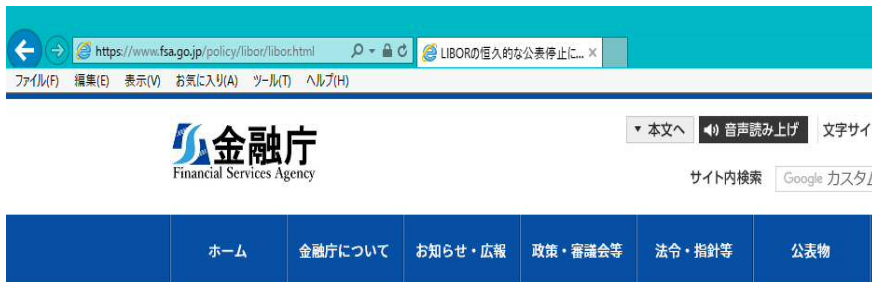 https://www.fsa.go.jp/policy/libor/libor.html
LIBORの恒久的な公表停止に...
ファイル(F) 編集(E) 表示(V) お気に入り(A) ツール(T) ヘルプ(H)
金融庁
Financial Services Agency
本文へ 音声読み上げ 文字サイ
サイト内検索 Google カスタム
ホーム 金融庁について お知らせ・広報 政策・審議会等 法令・指針等 公表物